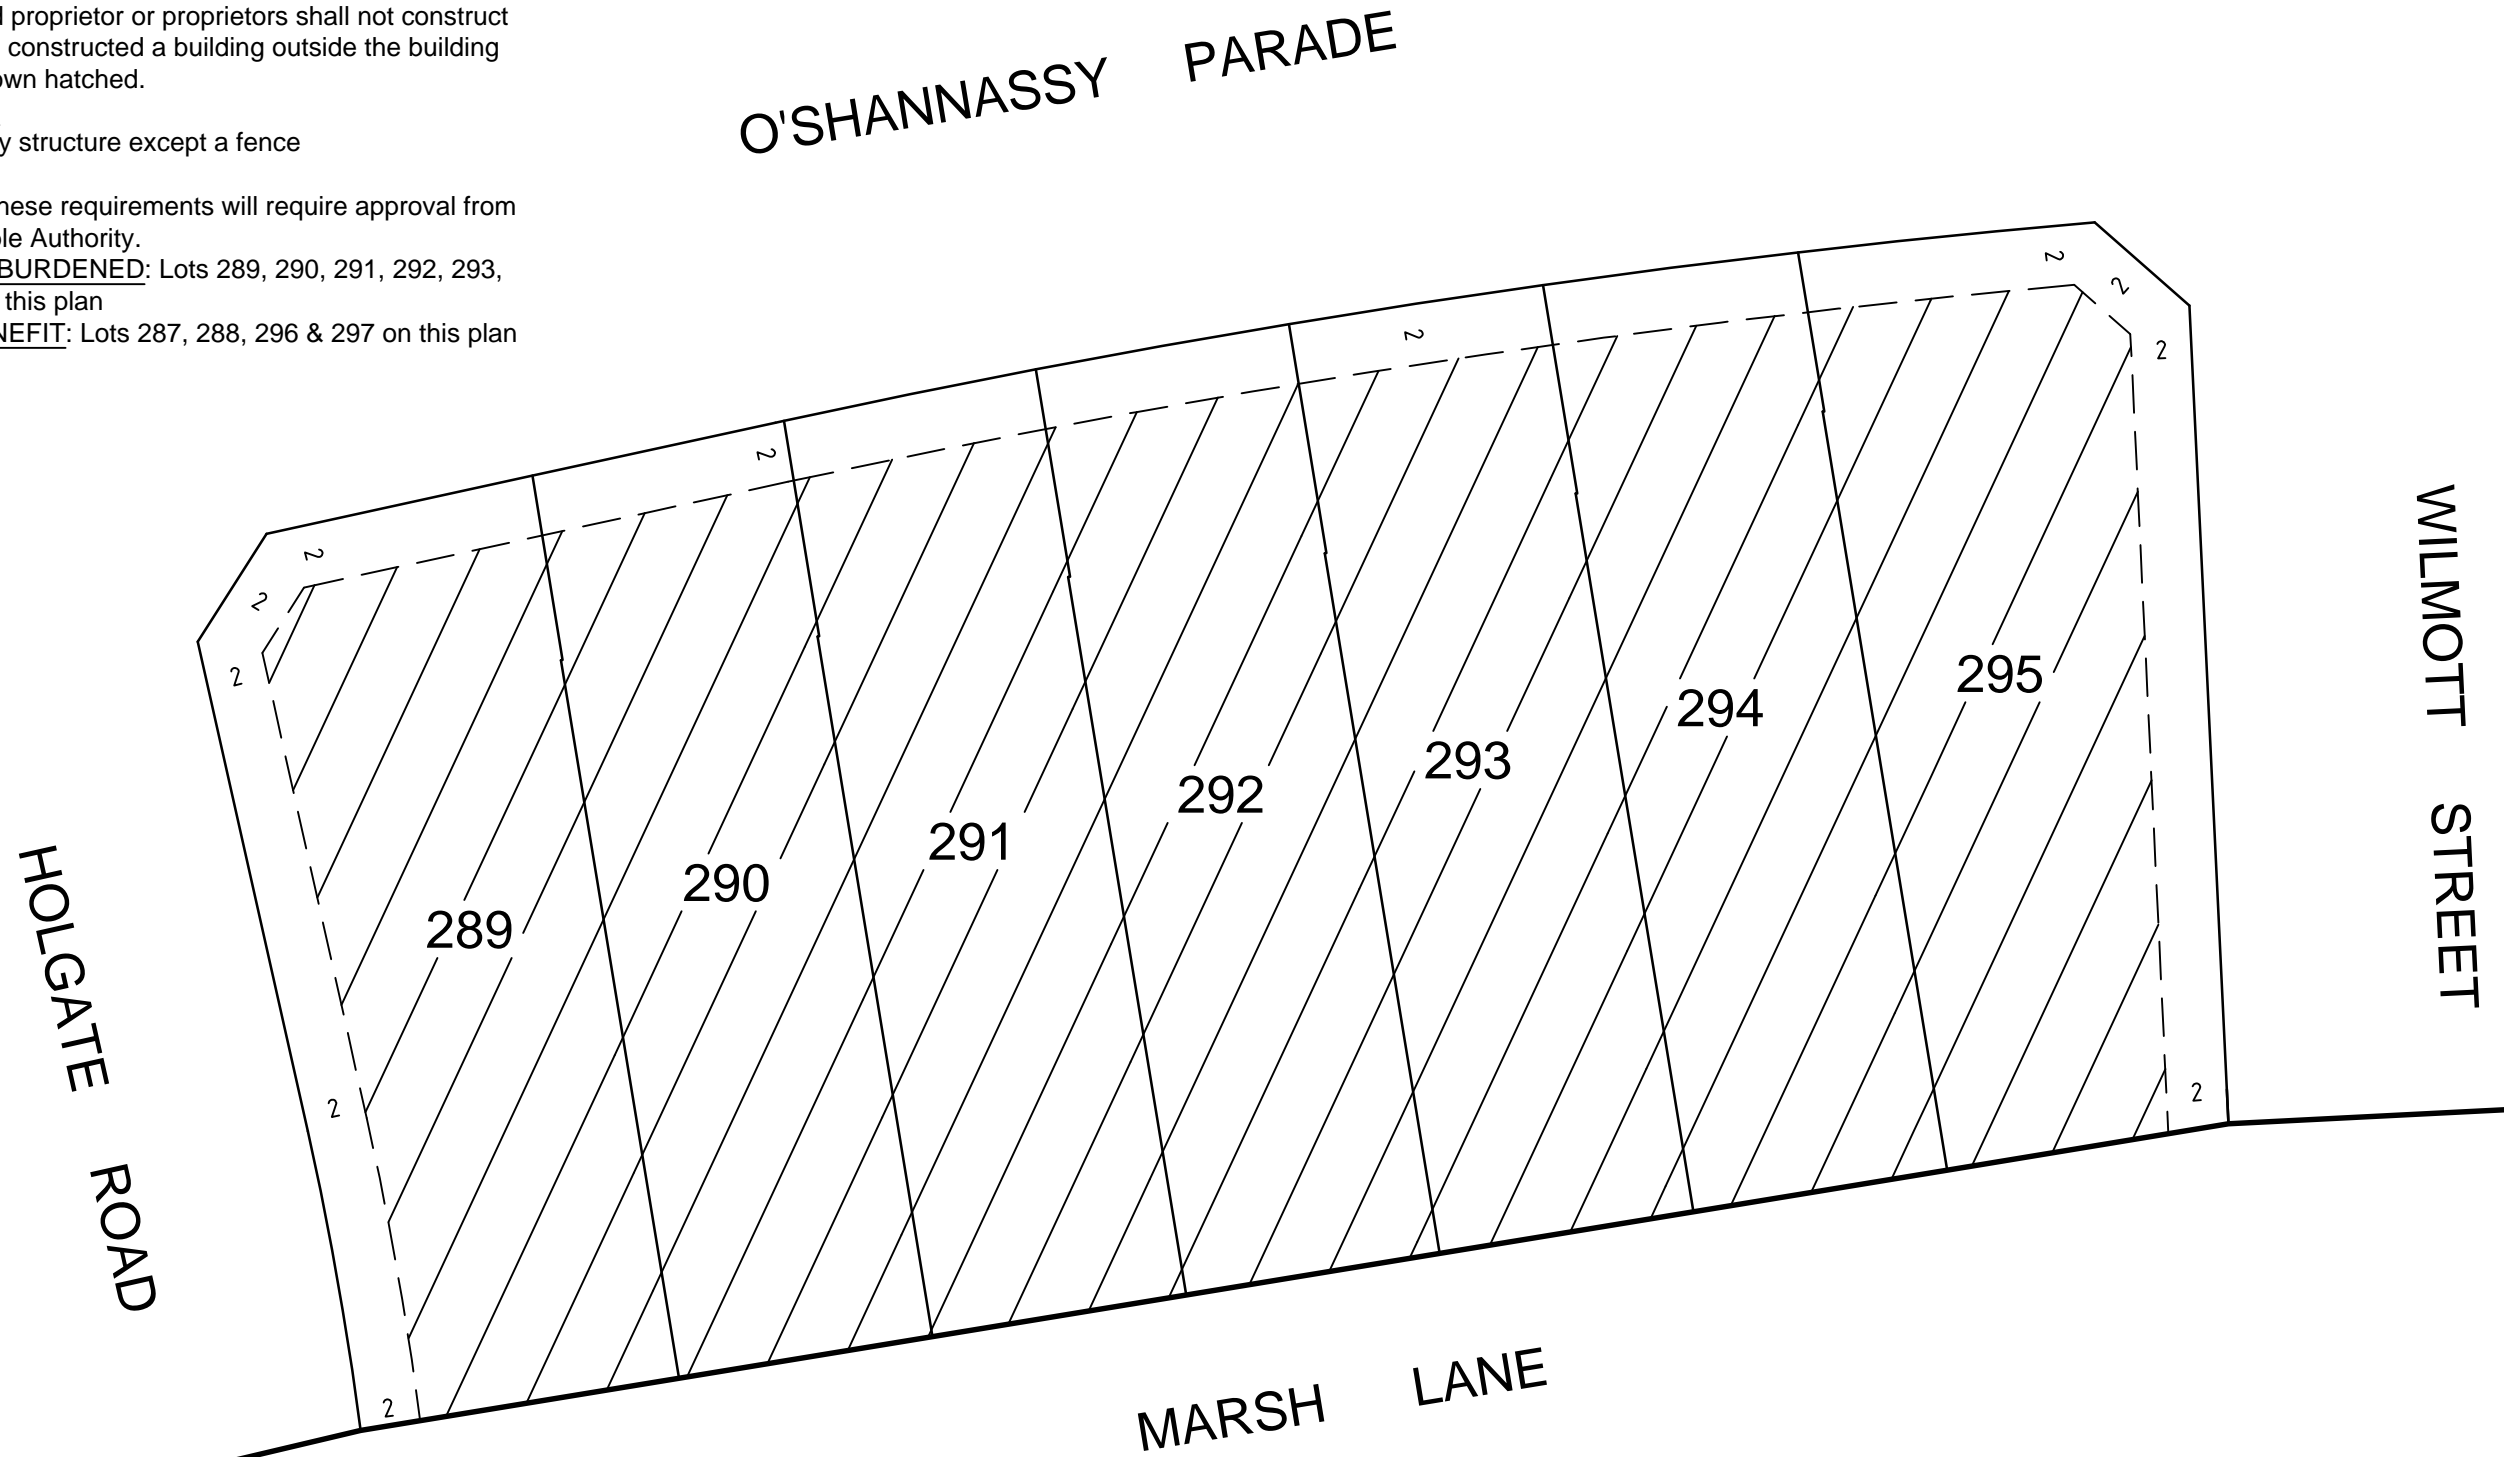 l proprietor or proprietors shall not construct
constructed a building outside the building
own hatched.
y structure except a fence
hese requirements will require approval from
ble Authority.
BURDENED: Lots 289, 290, 291, 292, 293,
this plan
NEFIT: Lots 287, 288, 296 & 297 on this plan
O'SHANNASSY PARADE
2
2
2
2
2
2
2
2
2
WILMOTT STREET
295
294
293
292
291
290
289
HOLGATE ROAD
2
2
2
MARSH LANE